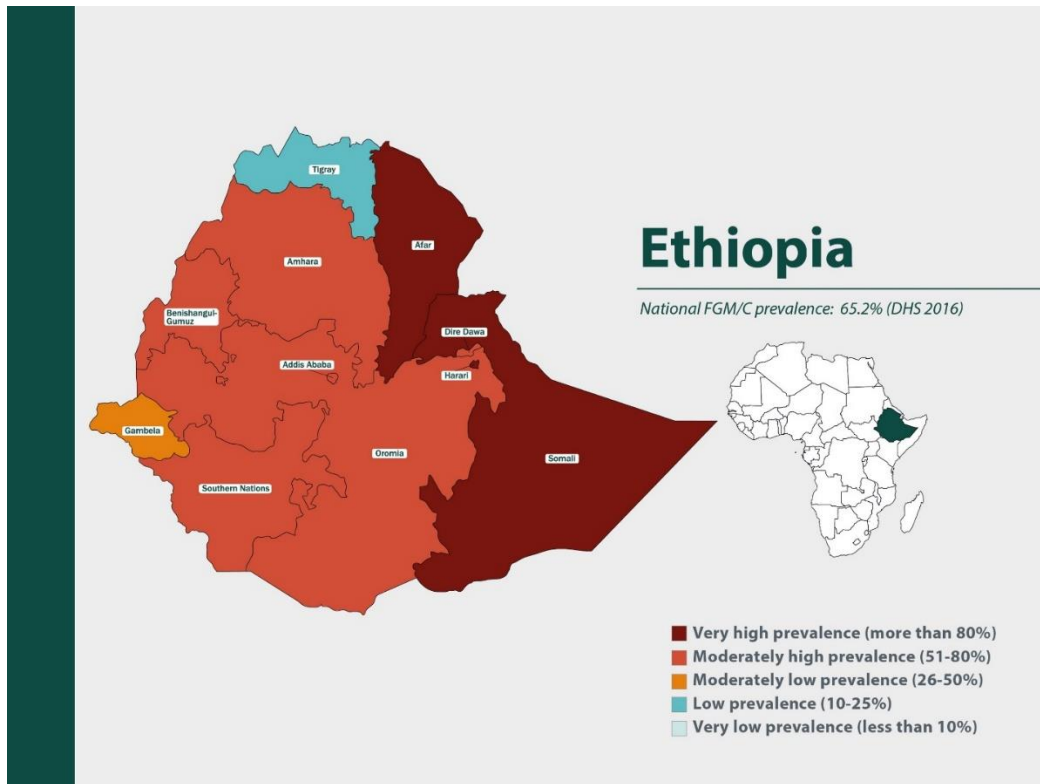 Tigray
Afar
Amhara
Benishangui-
Gumuz
Dire Dawa
Addis Ababa
Harari
Gambela
Oromia
Somali
Southern Nations
Ethiopia
National FGM/C prevalence: 65.2% (DHS 2016)
Very high prevalence (more than 80%)
Moderately high prevalence (51-80%)
Moderately low prevalence (26-50%)
Low prevalence (10-25%)
Very low prevalence (less than 10%)